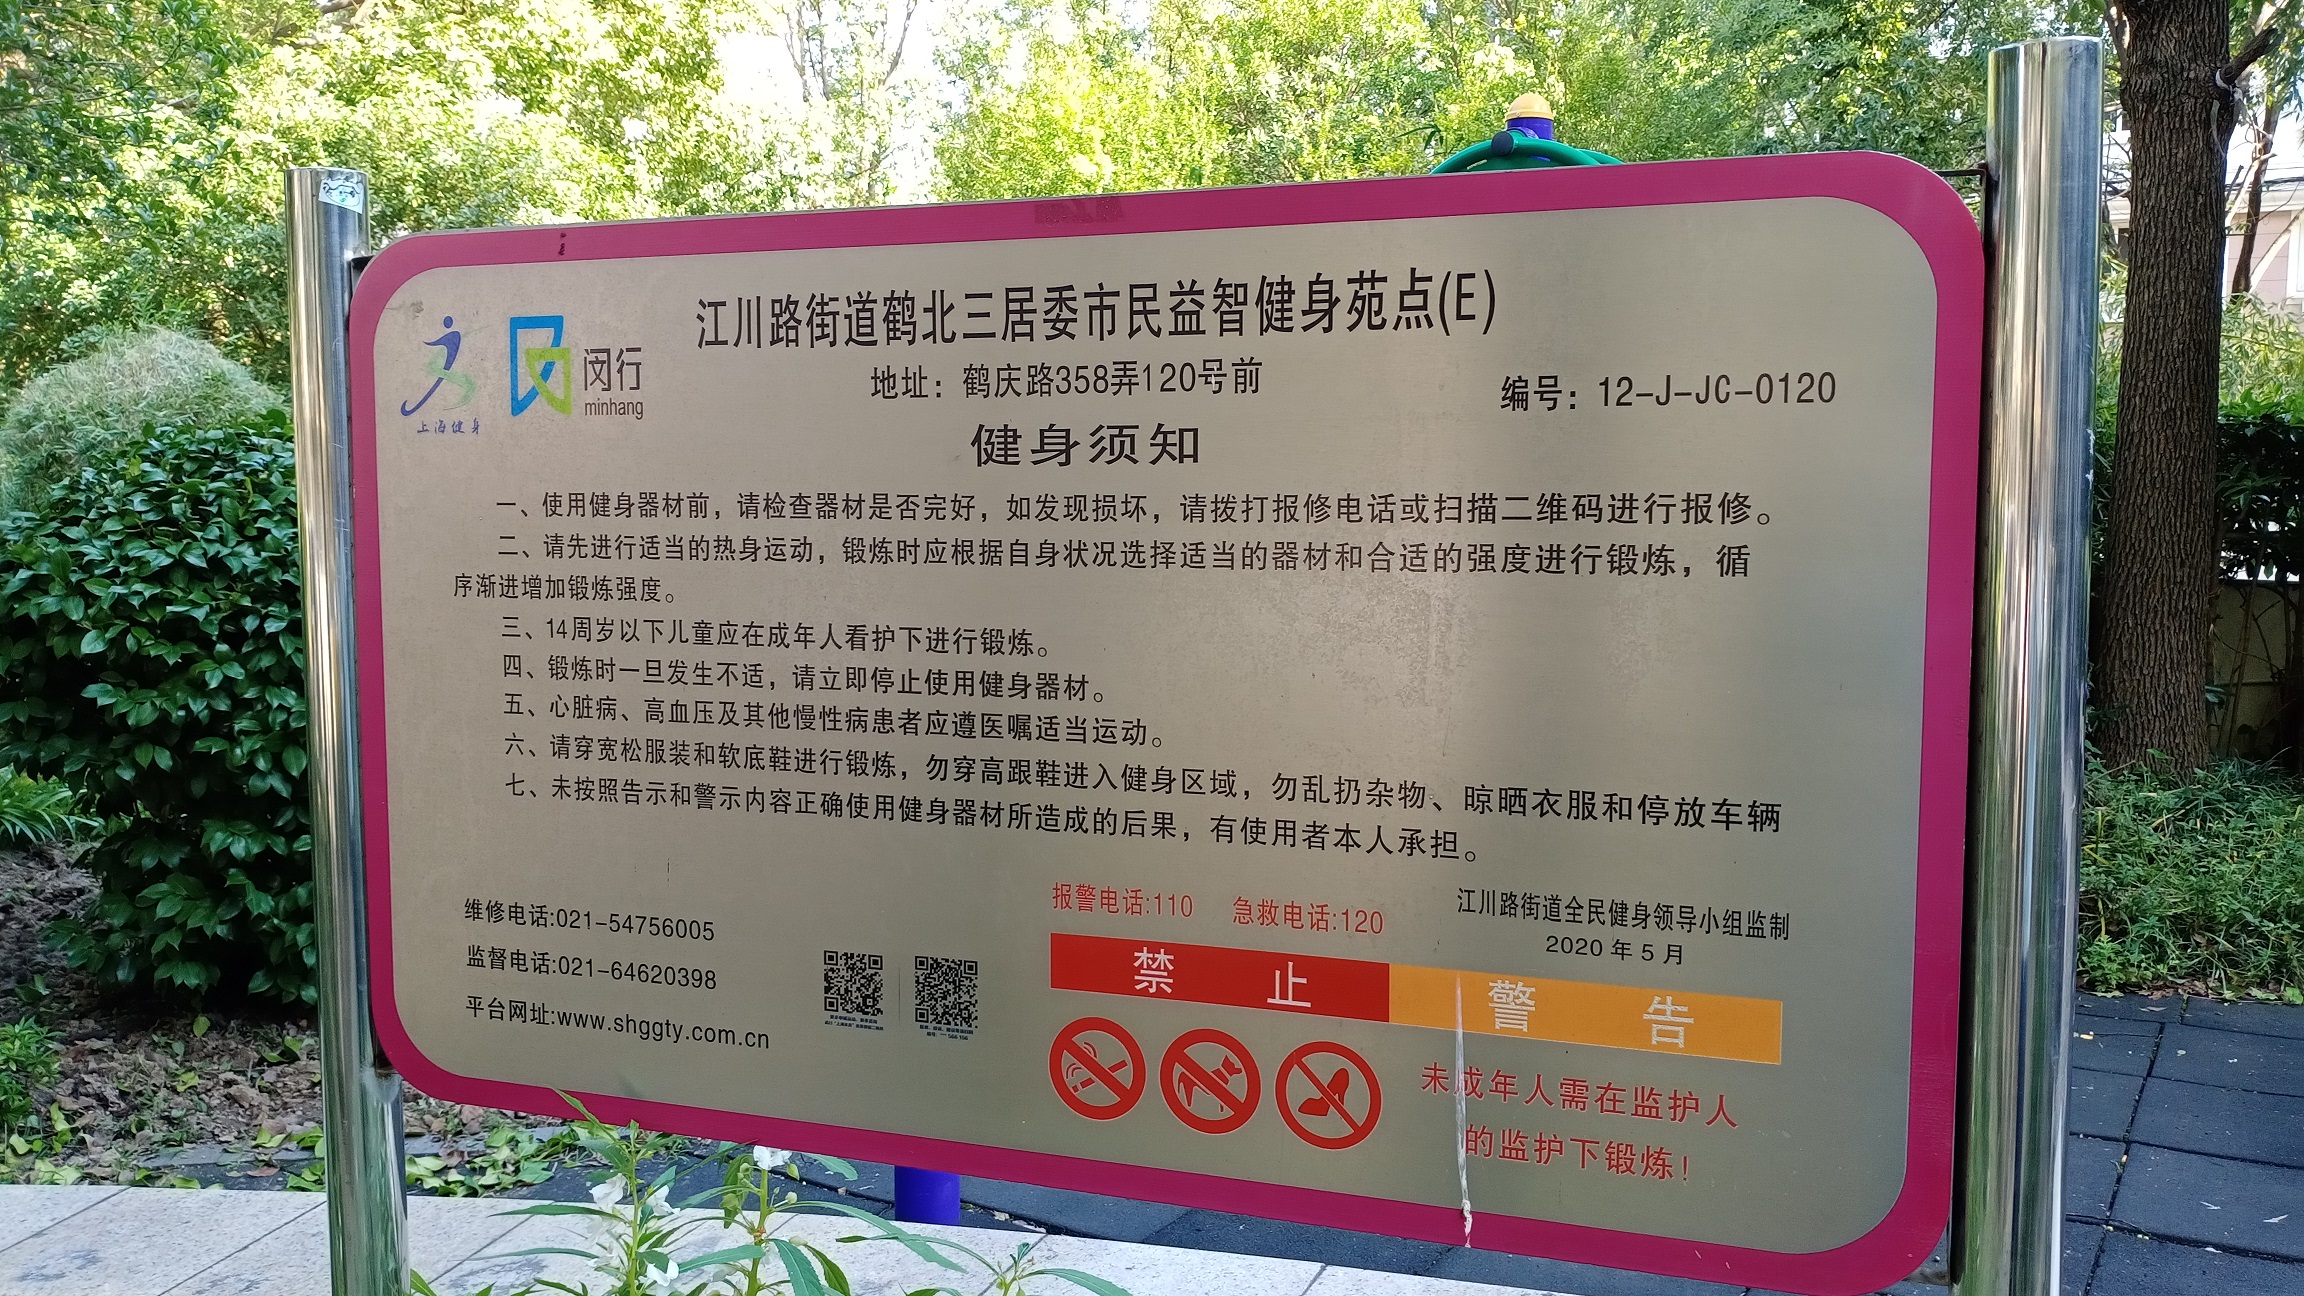 江川路街道鹤北三居委市民益智健身苑点(E)
上海健身
闵行
minhang
地址：鹤庆路358弄120号前
编号：12-J-JC-0120
健身须知
一、使用健身器材前，请检查器材是否完好，如发现损坏，请拨打报修电话或扫描二维码进行报修。
二、请先进行适当的热身运动，锻炼时应根据自身状况选择适当的器材和合适的强度进行锻炼，循
序渐进增加锻炼强度。
三、14周岁以下儿童应在成年人看护下进行锻炼。
四、锻炼时一旦发生不适，请立即停止使用健身器材。
五、心脏病、高血压及其他慢性病患者应遵医嘱适当运动。
六、请穿宽松服装和软底鞋进行锻炼，勿穿高跟鞋进入健身区域，勿乱扔杂物、晾晒衣服和停放车辆
七、未按照告示和警示内容正确使用健身器材所造成的后果，有使用者本人承担。
维修电话:021-54756005
监督电话:021-64620398
平台网址:www.shggty.com.cn
报警电话:110 急救电话:120
江川路街道全民健身领导小组监制
2020 年 5 月
禁止
警告
未成年人需在监护人
的监护下锻炼！